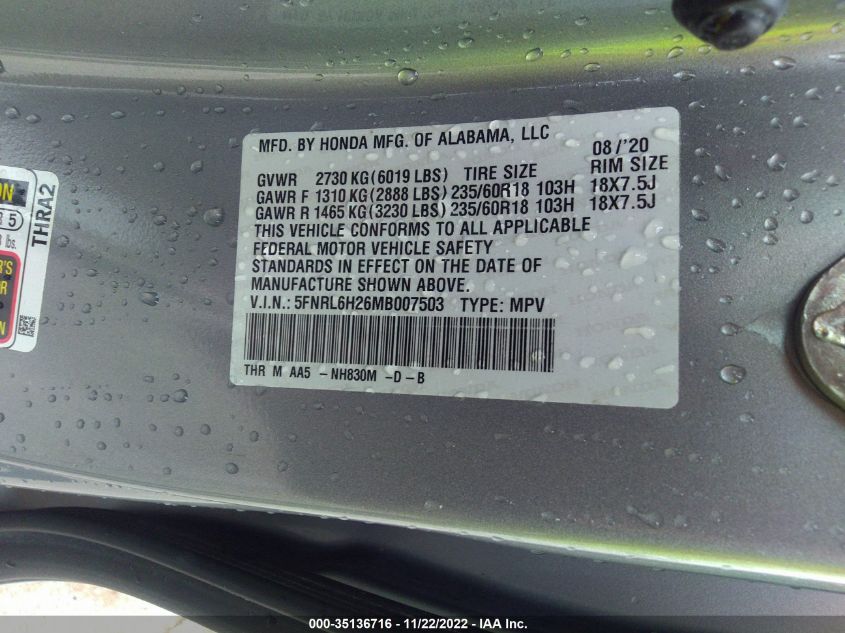 MFD. BY HONDA MFG. OF ALABAMA, LLC
08 /'20
GVWR 2730 KG (6019 LBS) TIRE SIZE RIM SIZE
GAWR F 1310 KG (2888 LBS) 235/60R18 103H 18X7.5J
GAWR R 1465 KG (3230 LBS) 235/60R18 103H 18X7.5J
THIS VEHICLE CONFORMS TO ALL APPLICABLE
FEDERAL MOTOR VEHICLE SAFETY
STANDARDS IN EFFECT ON THE DATE OF
MANUFACTURE SHOWN ABOVE.
V.I.N.: 5FNRL6H26MB007503 TYPE: MPV
THR M AA5 -NH830M -D -B
5
lbs.
THRA2
000-35136716 - 11/22/2022 - IAA Inc.